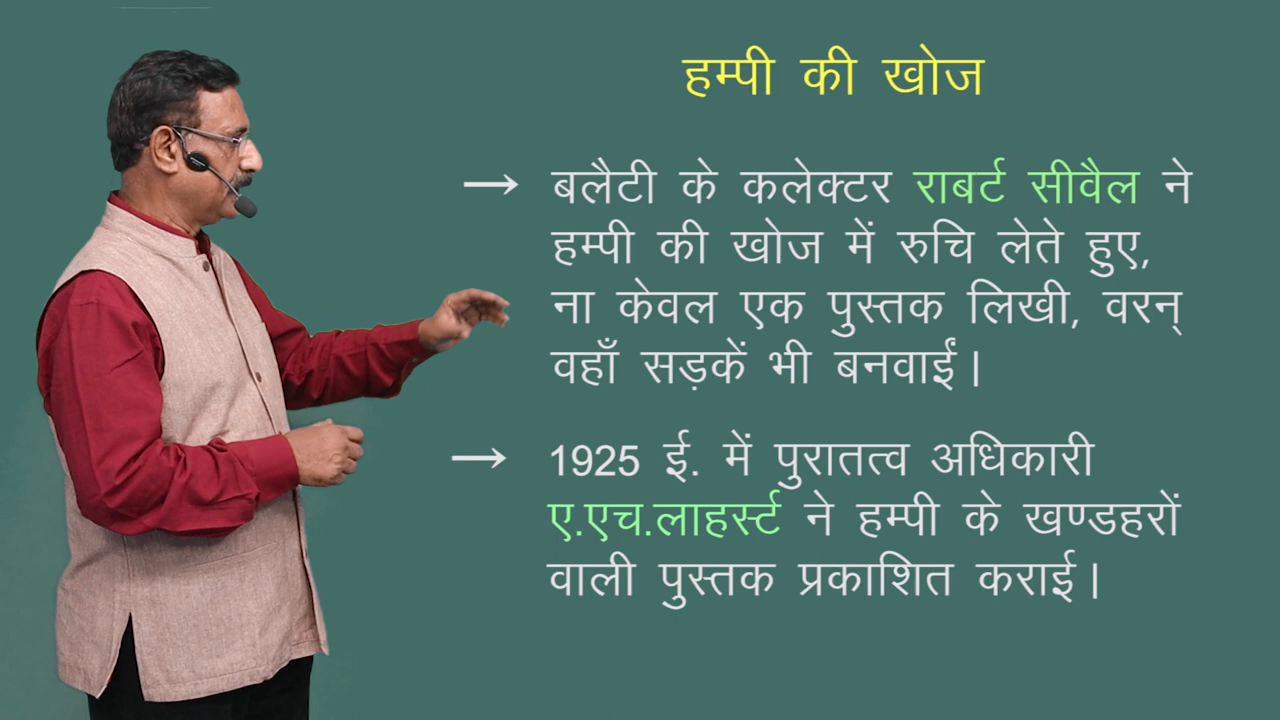 हम्पी की खोज
→ बलैटी के कलेक्टर राबर्ट सीवैल ने
हम्पी की खोज में रुचि लेते हुए,
ना केवल एक पुस्तक लिखी, वरन्
वहाँ सड़कें भी बनवाईं।
→ 1925 ई. में पुरातत्व अधिकारी
ए.एच.लाहर्स्ट ने हम्पी के खण्डहरों
वाली पुस्तक प्रकाशित कराई।